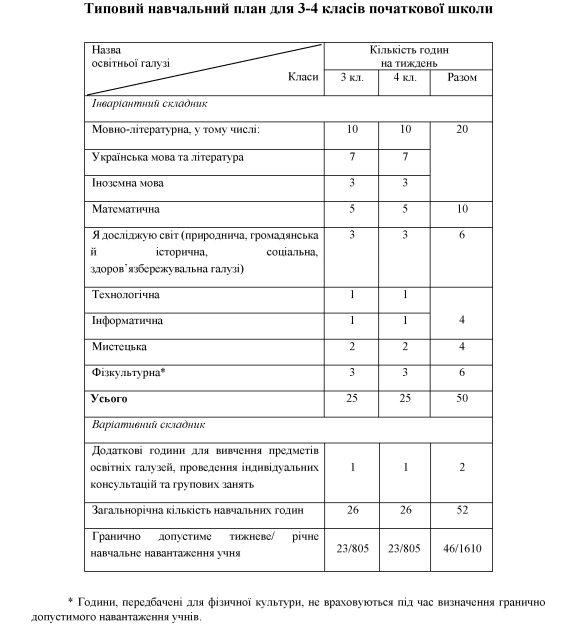 Типовий навчальний план для 3-4 класів початкової школи
Назва
освітньої галузі
Класи
Кількість годин
на тиждень
3 кл. 4 кл. Разом
Інваріантний складник
Мовно-літературна, у тому числі: 10 10 20
Українська мова та література 7 7
Іноземна мова 3 3
Математична 5 5 10
Я досліджую світ (природнича, громадянська 3 3 6
й історична, соціальна,
здоров’язбережувальна галузі)
Технологічна 1 1
Інформатична 1 1 4
Мистецька 2 2 4
Фізкультурна* 3 3 6
Усього 25 25 50
Варіативний складник
Додаткові години для вивчення предметів
освітніх галузей, проведення індивідуальних 1 1 2
консультацій та групових занять
Загальнорічна кількість навчальних годин 26 26 52
Гранично допустиме тижневе/ річне
навчальне навантаження учня 23/805 23/805 46/1610
* Години, передбачені для фізичної культури, не враховуються під час визначення гранично
допустимого навантаження учнів.